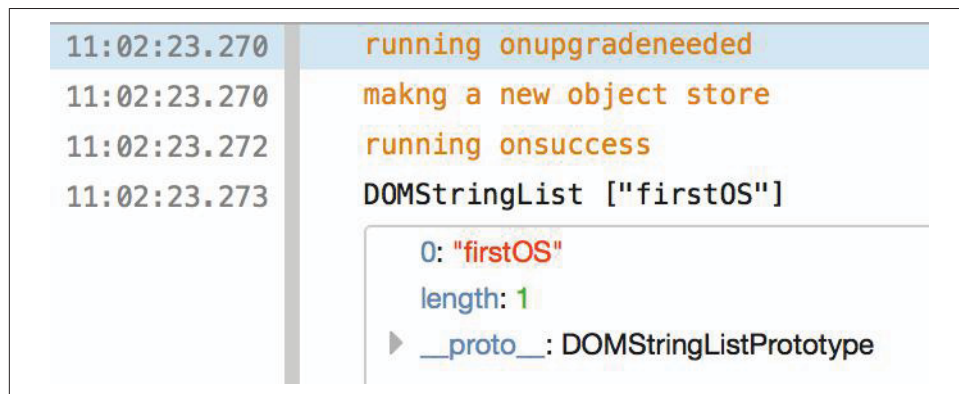 11:02:23.270 running onupgradeneeded
11:02:23.270 makng a new object store
11:02:23.272 running onsuccess
11:02:23.273 DOMStringList ["firstOS"]
0: "firstOS"
length: 1
__proto__: DOMStringListPrototype